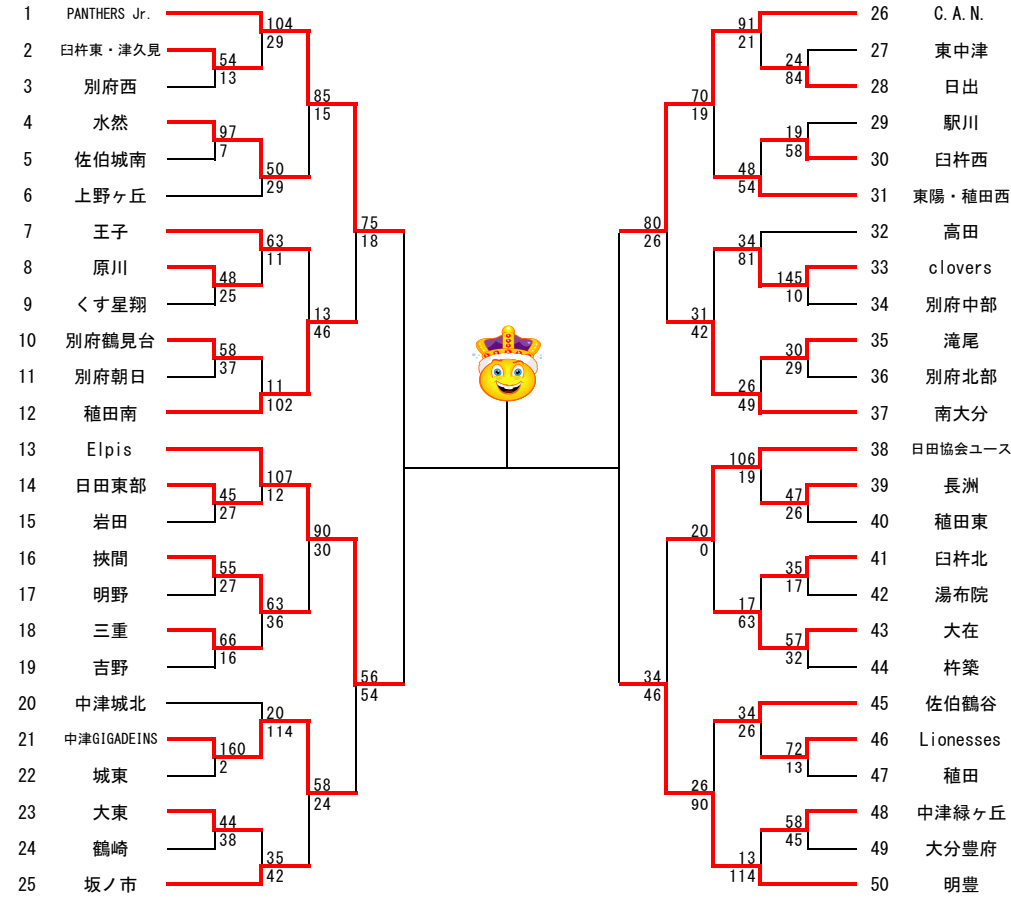 1 PANTHERS Jr.
2 臼杵東・津久見
3 別府西
4 水然
5 佐伯城南
6 上野ヶ丘
7 王子
8 原川
9 くす星翔
10 別府鶴見台
11 別府朝日
12 稙田南
13 Elpis
14 日田東部
15 岩田
16 挾間
17 明野
18 三重
19 吉野
20 中津城北
21 中津GIGADEINS
22 城東
23 大東
24 鶴崎
25 坂ノ市
54
13
97
7
48
25
58
37
45
27
55
27
66
16
160
2
44
38
104
29
50
29
63
11
11
102
107
12
63
36
20
114
35
42
85
15
13
46
90
30
58
24
75
18
56
54
80
26
34
46
70
19
31
42
20
0
26
90
91
21
48
54
34
81
26
49
106
19
17
63
34
26
13
114
24
84
19
58
145
10
30
29
47
26
35
17
57
32
72
13
58
45
26 C.A.N.
27 東中津
28 日出
29 駅川
30 臼杵西
31 東陽・稙田西
32 高田
33 clovers
34 別府中部
35 滝尾
36 別府北部
37 南大分
38 日田協会ユース
39 長洲
40 稙田東
41 臼杵北
42 湯布院
43 大在
44 杵築
45 佐伯鶴谷
46 Lionesses
47 稙田
48 中津緑ヶ丘
49 大分豊府
50 明豊